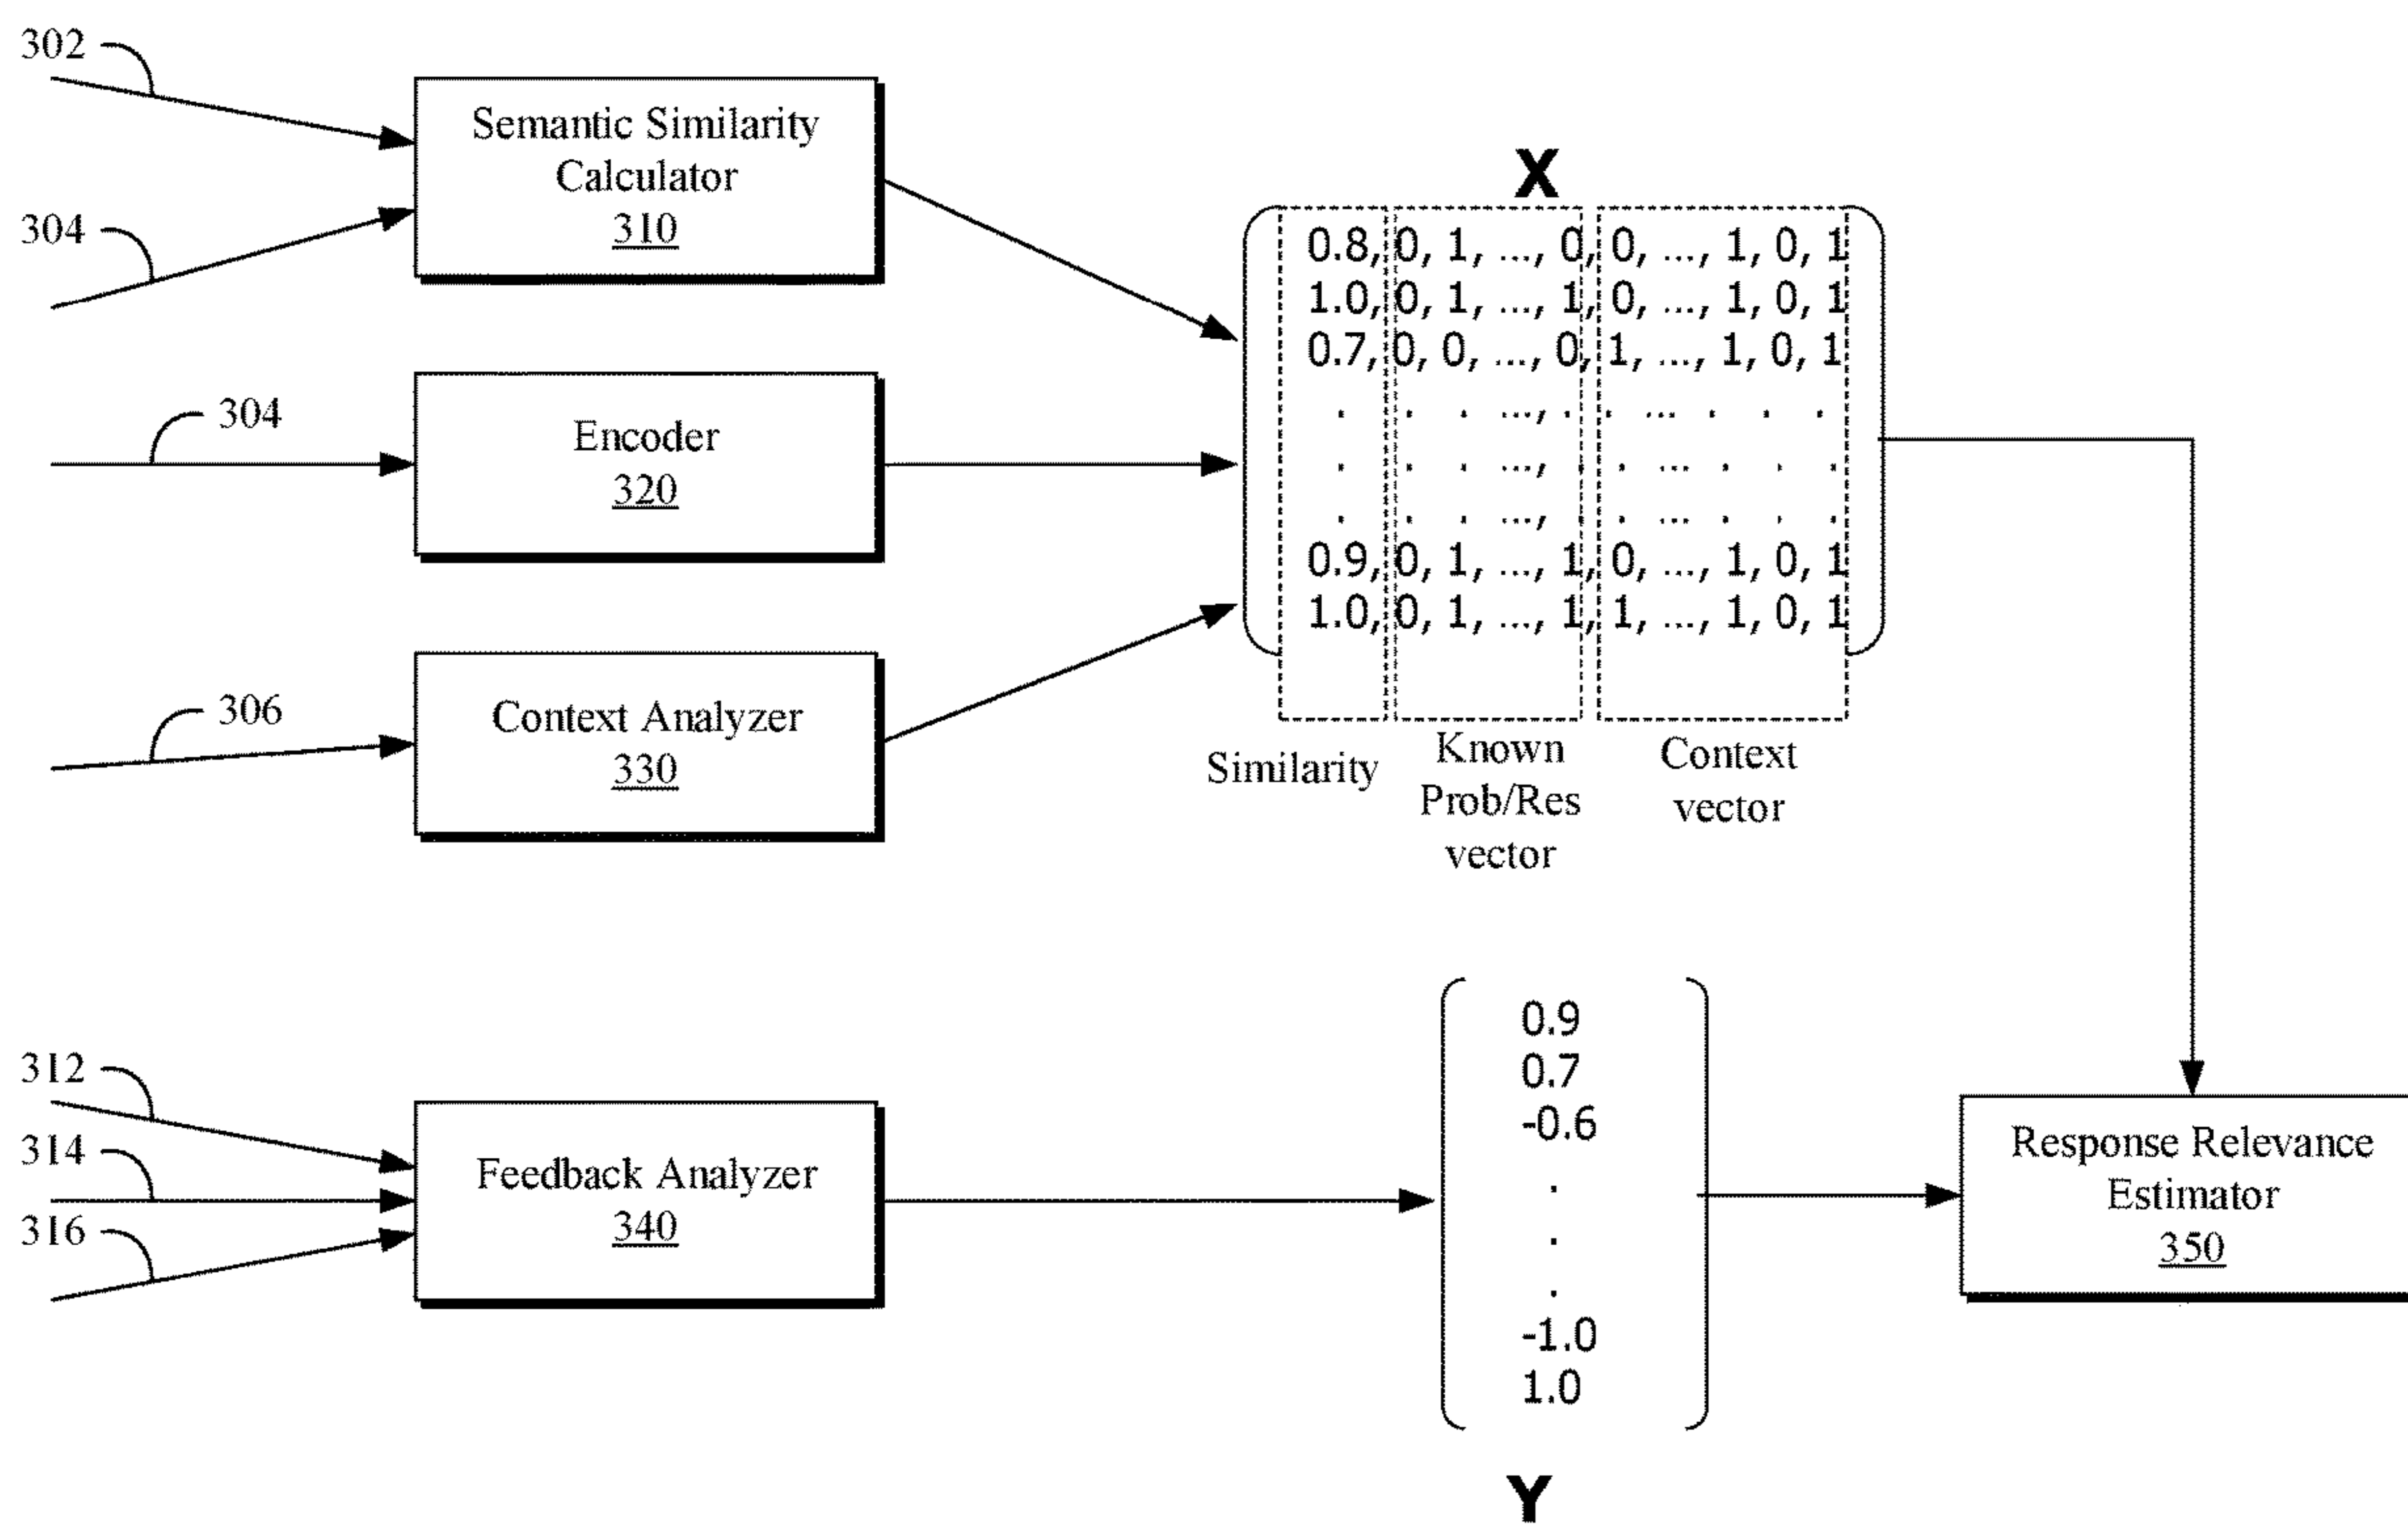 302
304
Semantic Similarity
Calculator
310
304
Encoder
320
306
Context Analyzer
330
X
0.8, 0, 1, ..., 0, 0, ..., 1, 0, 1
1.0, 0, 1, ..., 1, 0, ..., 1, 0, 1
0.7, 0, 0, ..., 0, 1, ..., 1, 0, 1
. . . ..., . . ... . . .
. . . ..., . . ... . . .
. . . ..., . . ... . . .
0.9, 0, 1, ..., 1, 0, ..., 1, 0, 1
1.0, 0, 1, ..., 1, 1, ..., 1, 0, 1
Similarity
Known
Prob/Res
vector
Context
vector
312
314
316
Feedback Analyzer
340
0.9
0.7
-0.6
.
.
.
-1.0
1.0
Y
Response Relevance
Estimator
350